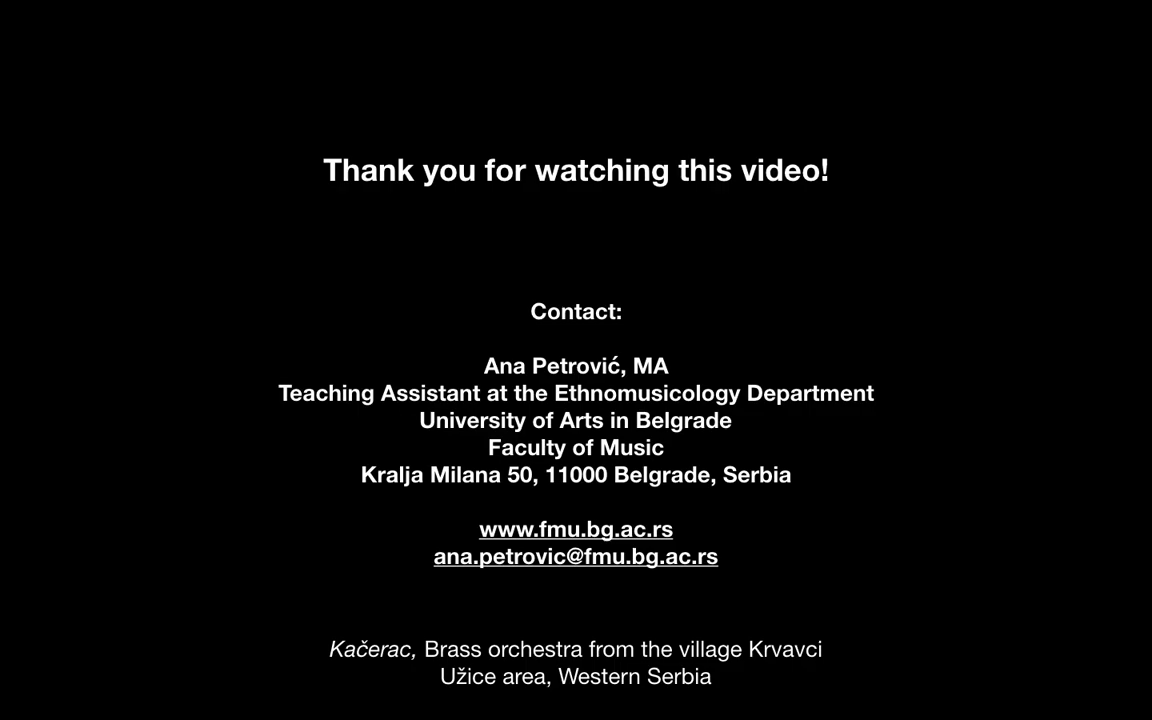 Thank you for watching this video!
Contact:
Ana Petrović, MA
Teaching Assistant at the Ethnomusicology Department
University of Arts in Belgrade
Faculty of Music
Kralja Milana 50, 11000 Belgrade, Serbia
www.fmu.bg.ac.rs
ana.petrovic@fmu.bg.ac.rs
Kačerac, Brass orchestra from the village Krvavci
Užice area, Western Serbia